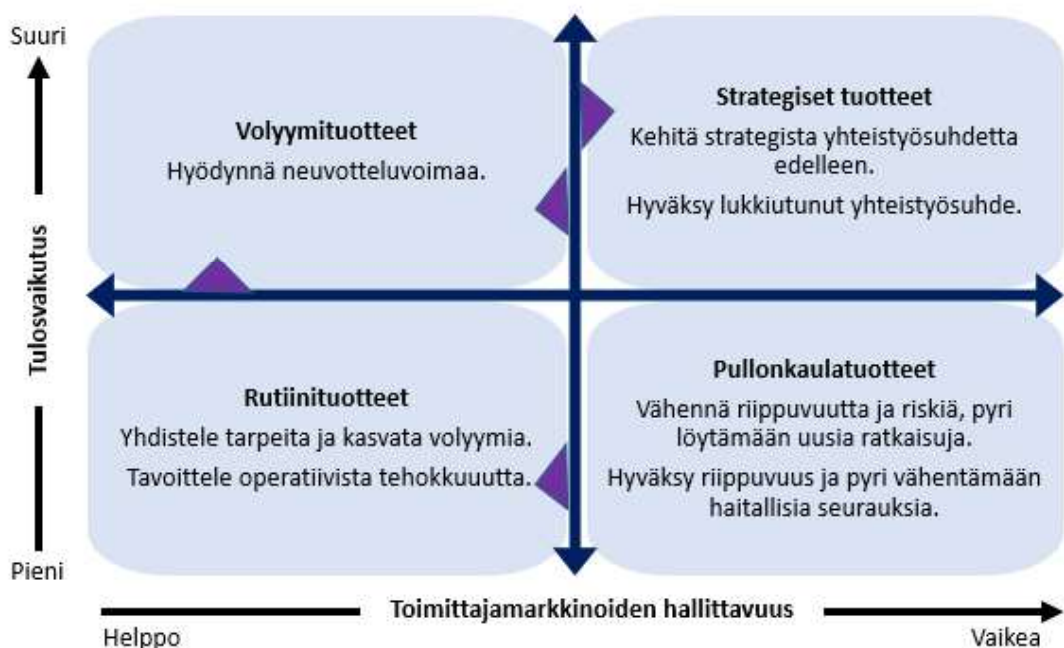 Suuri
Tulosvaikutus
Pieni
Volyymituotteet
Hyödynnä neuvotteluvoimaa.
Strategiset tuotteet
Kehitä strategista yhteistyösuhdetta
edelleen.
Hyväksy lukkiutunut yhteistyösuhde.
Rutiinituotteet
Yhdistele tarpeita ja kasvata volyymia.
Tavoittele operatiivista tehokkuuutta.
Pullonkaulatuotteet
Vähennä riippuvuutta ja riskiä, pyri
löytämään uusia ratkaisuja.
Hyväksy riippuvuus ja pyri vähentämään
haitallisia seurauksia.
Toimittajamarkkinoiden hallittavuus
Helppo
Vaikea